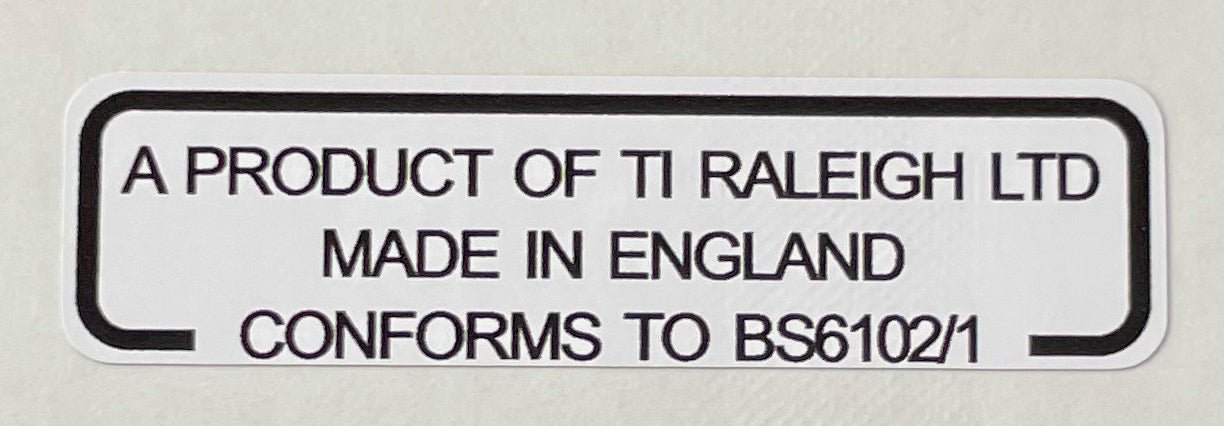 A PRODUCT OF TI RALEIGH LTD
MADE IN ENGLAND
CONFORMS TO BS6102/1